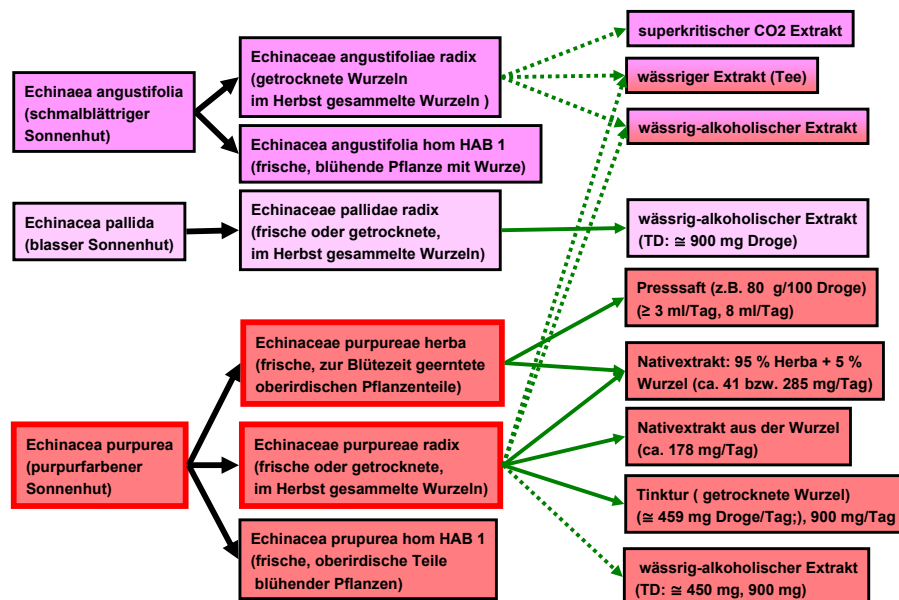 Echinaea angustifolia
(schmalblättriger
Sonnenhut)
Echinacea pallida
(blasser Sonnenhut)
Echinacea purpurea
(purpurfarbener
Sonnenhut)
Echinaceae angustifoliae radix
(getrocknete Wurzeln
im Herbst gesammelte Wurzeln )
Echinacea angustifolia hom HAB 1
(frische, blühende Pflanze mit Wurze)
Echinaceae pallidae radix
(frische oder getrocknete,
im Herbst gesammelte Wurzeln)
Echinaceae purpureae herba
(frische, zur Blütezeit geerntete
oberirdischen Pflanzenteile)
Echinaceae purpureae radix
(frische oder getrocknete,
im Herbst gesammelte Wurzeln)
Echinacea prupurea hom HAB 1
(frische, oberirdische Teile
blühender Pflanzen)
superkritischer CO2 Extrakt
wässriger Extrakt (Tee)
wässrig-alkoholischer Extrakt
wässrig-alkoholischer Extrakt
(TD: ≅ 900 mg Droge)
Presssaft (z.B. 80 g/100 Droge)
(≥ 3 ml/Tag, 8 ml/Tag)
Nativextrakt: 95 % Herba + 5 %
Wurzel (ca. 41 bzw. 285 mg/Tag)
Nativextrakt aus der Wurzel
(ca. 178 mg/Tag)
Tinktur ( getrocknete Wurzel)
(≅ 459 mg Droge/Tag;), 900 mg/Tag
wässrig-alkoholischer Extrakt
(TD: ≅ 450 mg, 900 mg)